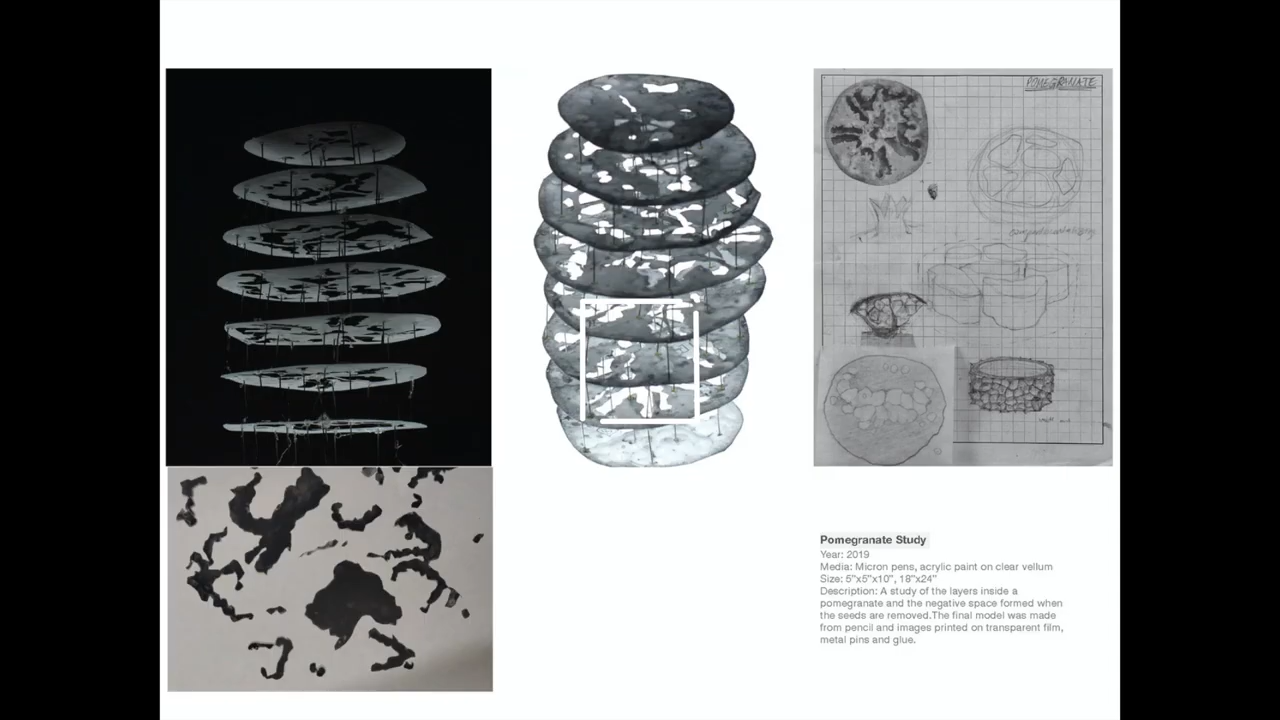 POMEGRANATE
Pomegranate Study
Year: 2019
Media: Micron pens, acrylic paint on clear vellum
Size: 5"x5"x10", 18"x24"
Description: A study of the layers inside a
pomegranate and the negative space formed when
the seeds are removed.The final model was made
from pencil and images printed on transparent film,
metal pins and glue.